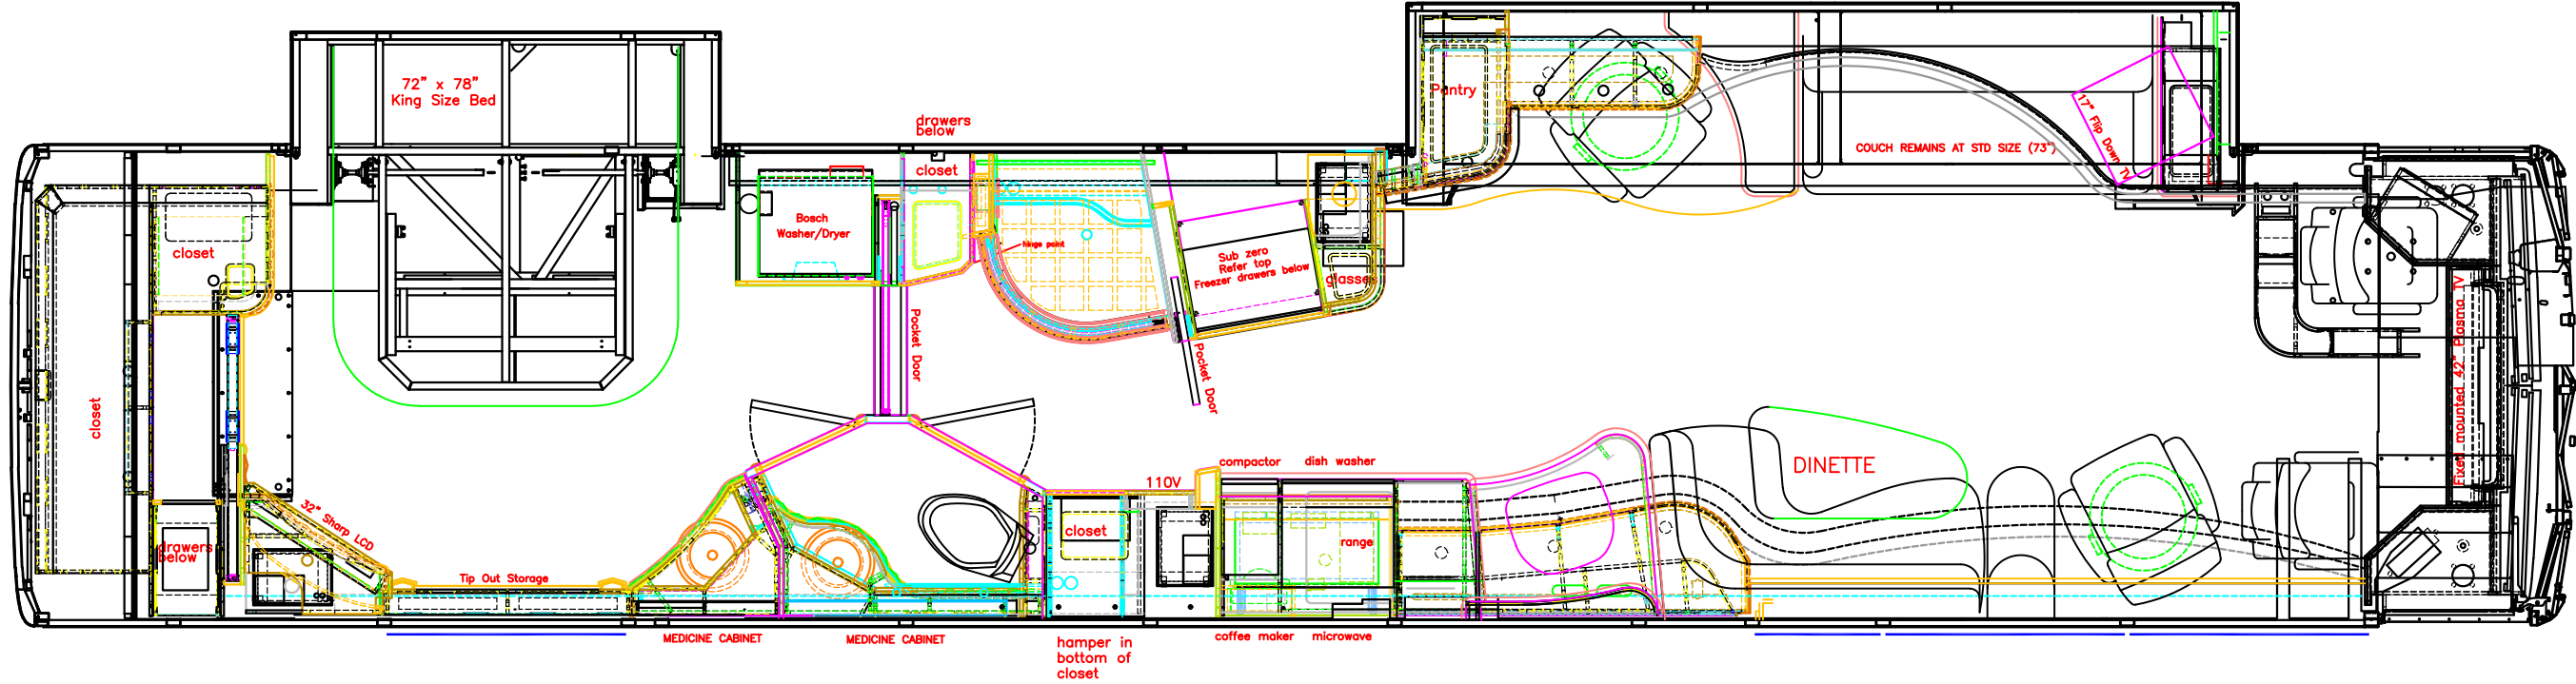 72" x 78"
King Size Bed
drawers
below
closet
Bosch
Washer/Dryer
hinge point
Sub zero
Refer top
Freezer drawers below
glasses
Pantry
COUCH REMAINS AT STD SIZE (73")
17" Flip Down TV
Fixed mounted 42" Plasma TV
closet
closet
Pocket Door
Pocket Door
32" Sharp LCD
drawers
below
Tip Out Storage
MEDICINE CABINET
MEDICINE CABINET
closet
110V
hamper in
bottom of
closet
compactor
dish washer
range
coffee maker
microwave
DINETTE